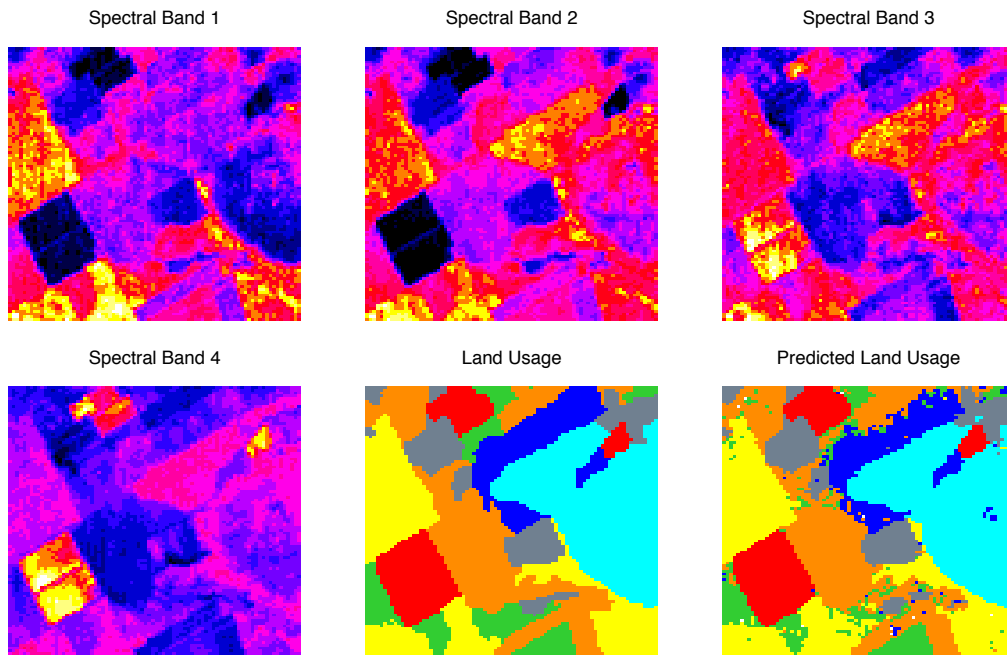 Spectral Band 1
Spectral Band 2
Spectral Band 3
Spectral Band 4
Land Usage
Predicted Land Usage